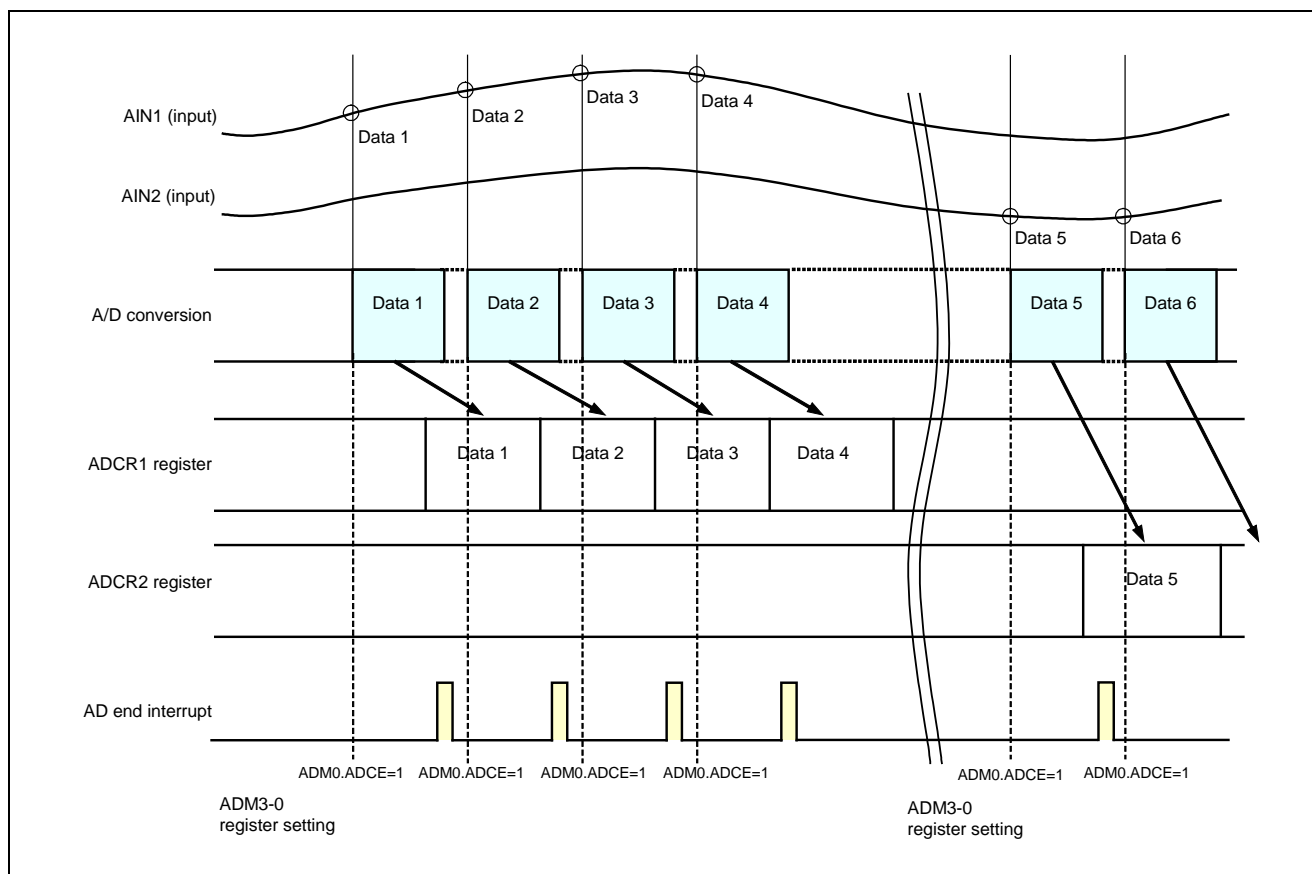 AIN1 (input)
Data 1
Data 2
Data 3
Data 4
AIN2 (input)
Data 5
Data 6
A/D conversion
Data 1
Data 2
Data 3
Data 4
Data 5
Data 6
ADCR1 register
Data 1
Data 2
Data 3
Data 4
ADCR2 register
Data 5
AD end interrupt
ADM0.ADCE=1
ADM0.ADCE=1
ADM0.ADCE=1
ADM0.ADCE=1
ADM0.ADCE=1
ADM0.ADCE=1
ADM3-0
register setting
ADM3-0
register setting